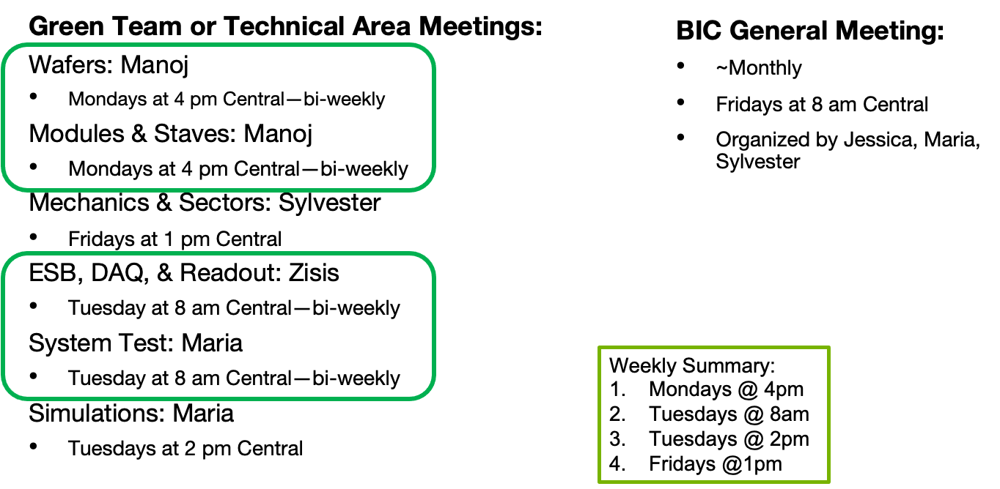 Green Team or Technical Area Meetings:
Wafers: Manoj
• Mondays at 4 pm Central—bi-weekly
Modules & Staves: Manoj
• Mondays at 4 pm Central—bi-weekly
Mechanics & Sectors: Sylvester
• Fridays at 1 pm Central
ESB, DAQ, & Readout: Zisis
• Tuesday at 8 am Central—bi-weekly
System Test: Maria
• Tuesday at 8 am Central—bi-weekly
Simulations: Maria
• Tuesdays at 2 pm Central
BIC General Meeting:
• ~Monthly
• Fridays at 8 am Central
• Organized by Jessica, Maria,
Sylvester
Weekly Summary:
1. Mondays @ 4pm
2. Tuesdays @ 8am
3. Tuesdays @ 2pm
4. Fridays @1pm